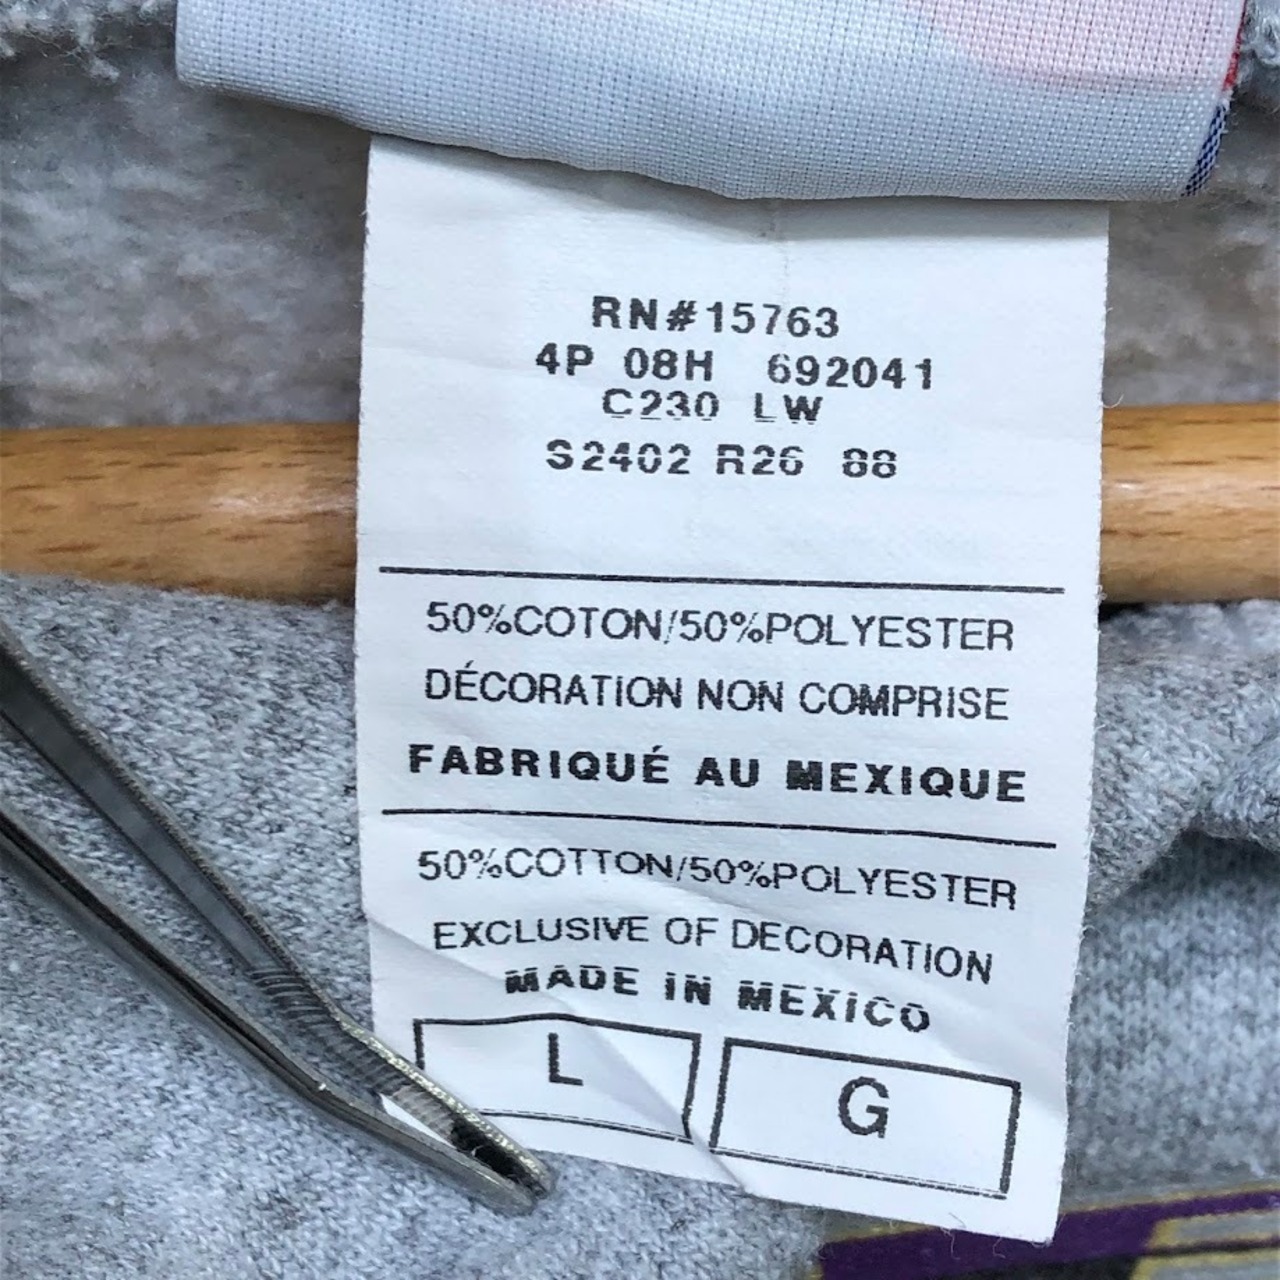 RN#15763
4P 08H 692041
C230 LW
S2402 R26 88
50%COTON/50%POLYESTER
DÉCORATION NON COMPRISE
FABRIQUÉ AU MEXIQUE
50%COTTON/50%POLYESTER
EXCLUSIVE OF DECORATION
MADE IN MEXICO
L G